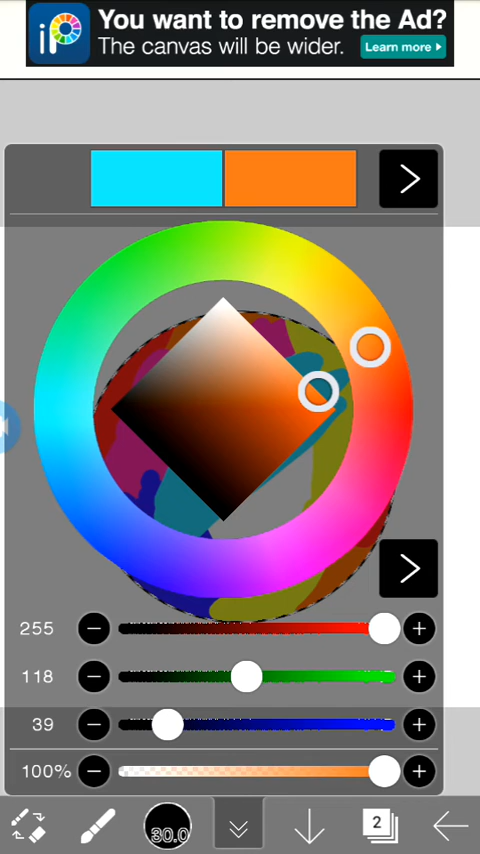 iP
You want to remove the Ad?
The canvas will be wider.
Learn more
255
118
39
100%
30.0
2